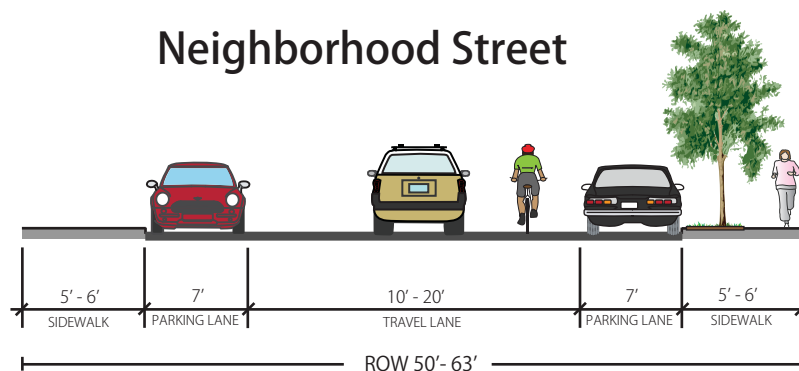 Neighborhood Street
5' - 6' 7' 10' - 20' 7' 5' - 6'
SIDEWALK PARKING LANE TRAVEL LANE PARKING LANE SIDEWALK
ROW 50'- 63'